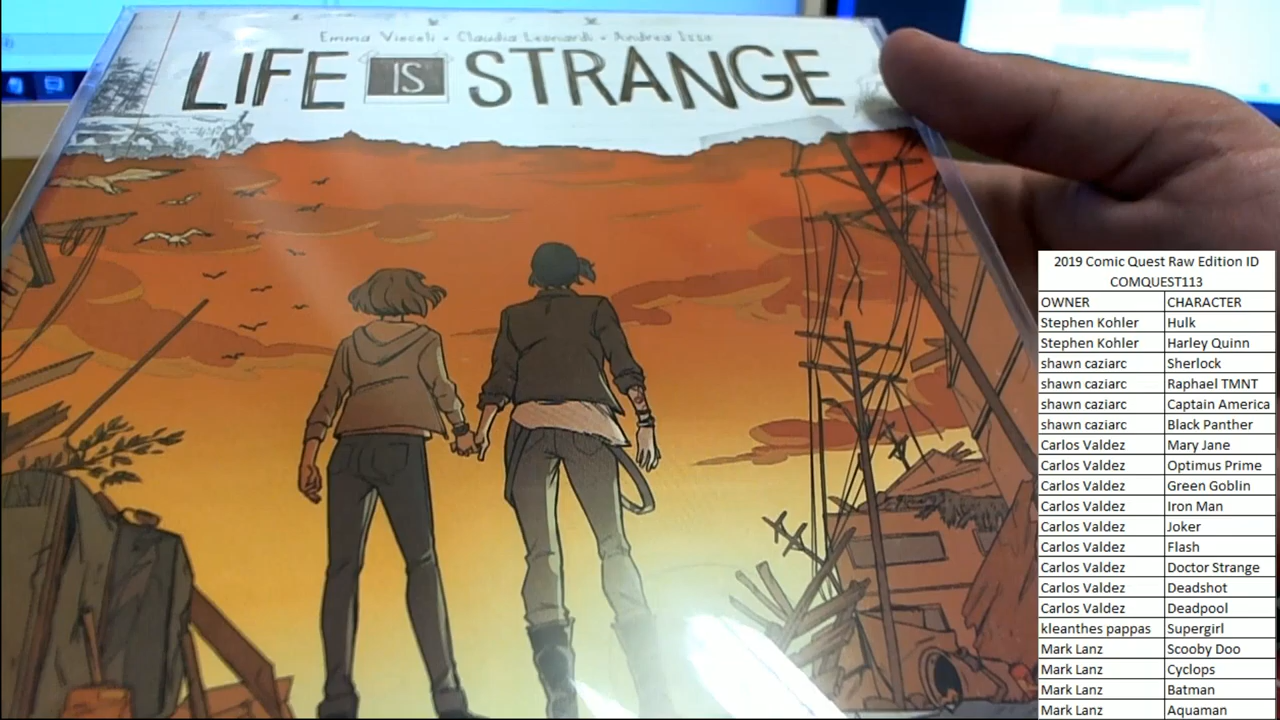 Emma Vieceli • Claudia Leonardi • Andrea Izzo
LIFE IS STRANGE
2019 Comic Quest Raw Edition ID
COMQUEST113
OWNER CHARACTER
Stephen Kohler Hulk
Stephen Kohler Harley Quinn
shawn caziarc Sherlock
shawn caziarc Raphael TMNT
shawn caziarc Captain America
shawn caziarc Black Panther
Carlos Valdez Mary Jane
Carlos Valdez Optimus Prime
Carlos Valdez Green Goblin
Carlos Valdez Iron Man
Carlos Valdez Joker
Carlos Valdez Flash
Carlos Valdez Doctor Strange
Carlos Valdez Deadshot
Carlos Valdez Deadpool
kleanthes pappas Supergirl
Mark Lanz Scooby Doo
Mark Lanz Cyclops
Mark Lanz Batman
Mark Lanz Aquaman